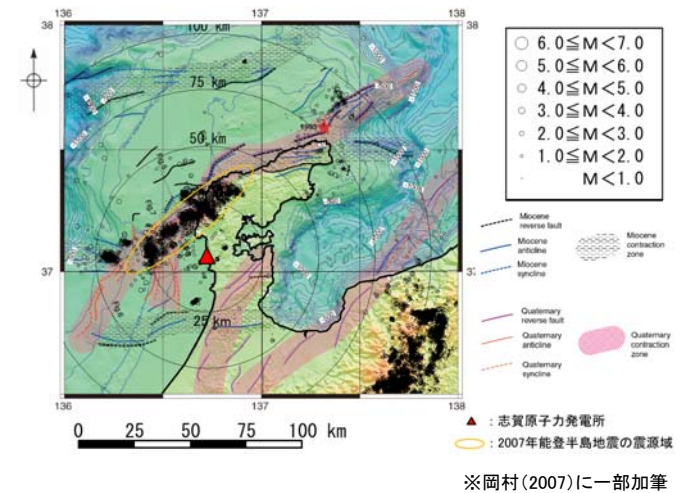 136 137 138
38
100 km
75 km
50 km
37
25 km
136 137 138
0 25 50 75 100 km
6.0≦M<7.0
5.0≦M<6.0
4.0≦M<5.0
3.0≦M<4.0
2.0≦M<3.0
1.0≦M<2.0
M<1.0
Miocene
reverse fault
Miocene
anticline
Miocene
syncline
Miocene
contraction
zone
Quaternary
reverse fault
Quaternary
anticline
Quaternary
syncline
Quaternary
contraction
zone
：志賀原子力発電所
：2007年能登半島地震の震源域
※岡村(2007)に一部加筆